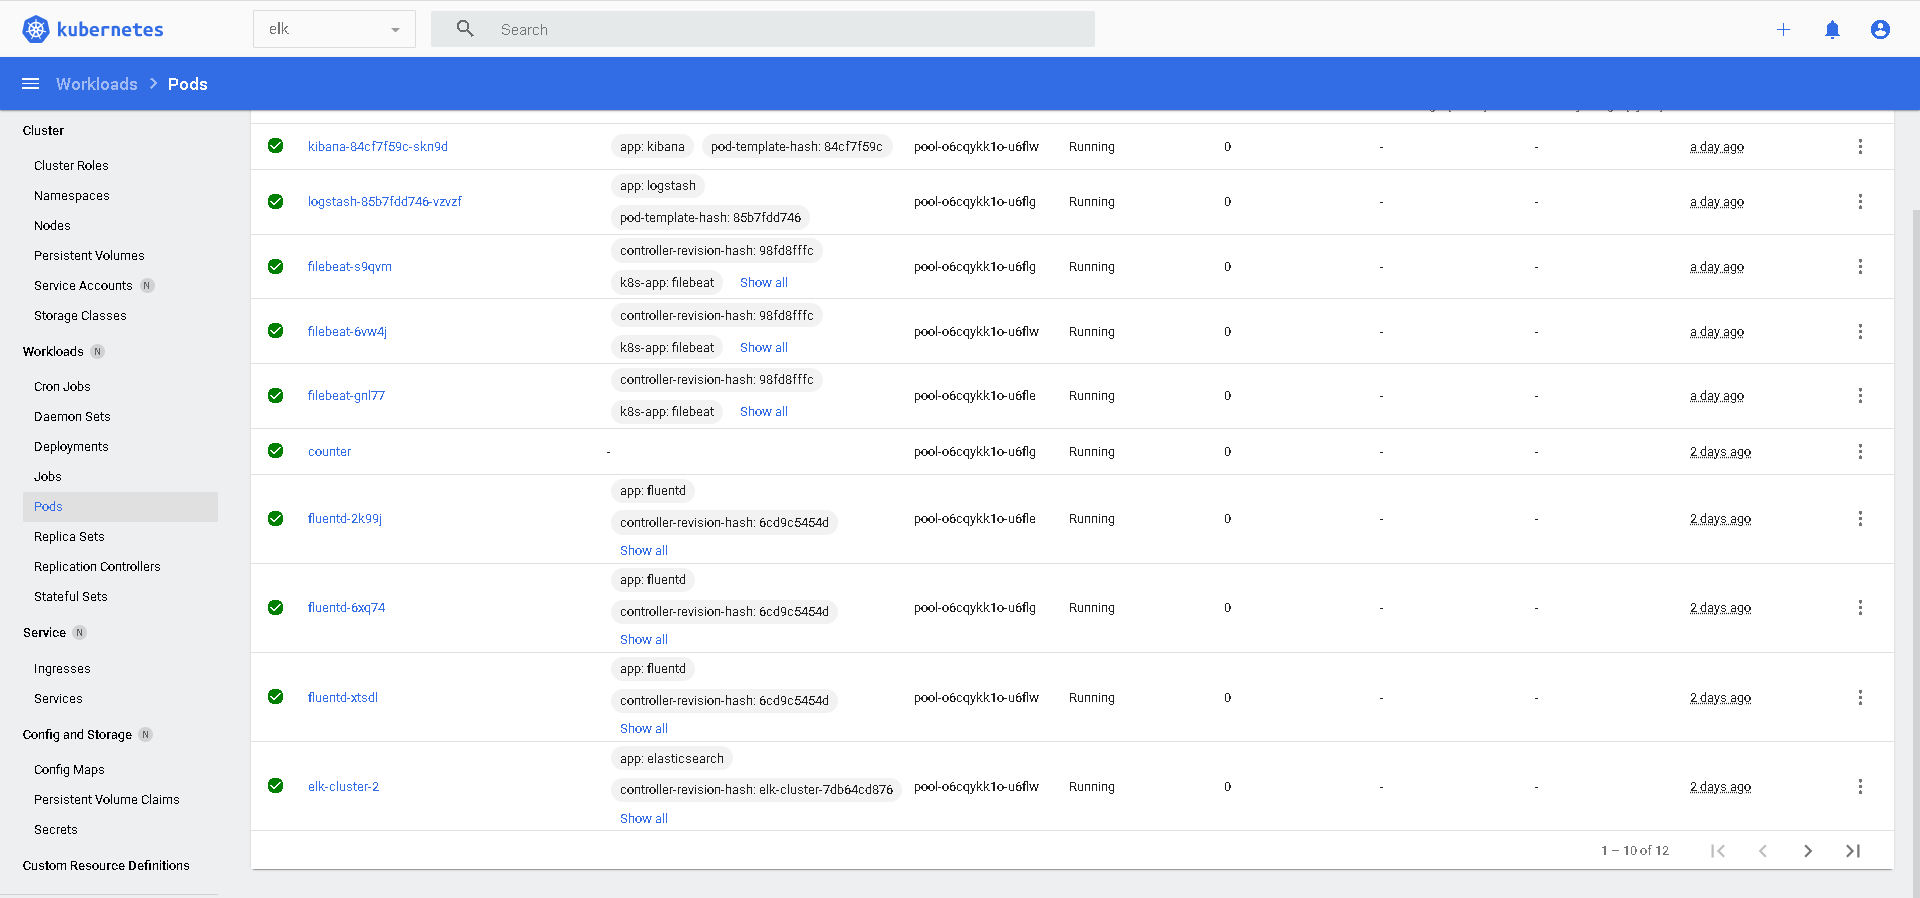 kubernetes
elk
Search
Workloads > Pods
Cluster
Cluster Roles
Namespaces
Nodes
Persistent Volumes
Service Accounts N
Storage Classes
Workloads N
Cron Jobs
Daemon Sets
Deployments
Jobs
Pods
Replica Sets
Replication Controllers
Stateful Sets
Service N
Ingresses
Services
Config and Storage N
Config Maps
Persistent Volume Claims
Secrets
Custom Resource Definitions
kibana-84cf7f59c-skn9d app: kibana pod-template-hash: 84cf7f59c pool-o6cqykk1o-u6flw Running 0 - - a day ago
app: logstash
logstash-85b7fdd746-vzvzf pool-o6cqykk1o-u6flg Running 0 - - a day ago
pod-template-hash: 85b7fdd746
controller-revision-hash: 98fd8fffc
filebeat-s9qvm pool-o6cqykk1o-u6flg Running 0 - - a day ago
k8s-app: filebeat Show all
controller-revision-hash: 98fd8fffc
filebeat-6vw4j pool-o6cqykk1o-u6flw Running 0 - - a day ago
k8s-app: filebeat Show all
controller-revision-hash: 98fd8fffc
filebeat-gnl77 pool-o6cqykk1o-u6fle Running 0 - - a day ago
k8s-app: filebeat Show all
counter - pool-o6cqykk1o-u6flg Running 0 - - 2 days ago
app: fluentd
fluentd-2k99j controller-revision-hash: 6cd9c5454d pool-o6cqykk1o-u6fle Running 0 - - 2 days ago
Show all
app: fluentd
fluentd-6xq74 controller-revision-hash: 6cd9c5454d pool-o6cqykk1o-u6flg Running 0 - - 2 days ago
Show all
app: fluentd
fluentd-xtsdl controller-revision-hash: 6cd9c5454d pool-o6cqykk1o-u6flw Running 0 - - 2 days ago
Show all
app: elasticsearch
elk-cluster-2 controller-revision-hash: elk-cluster-7db64cd876 pool-o6cqykk1o-u6flw Running 0 - - 2 days ago
Show all
1 – 10 of 12